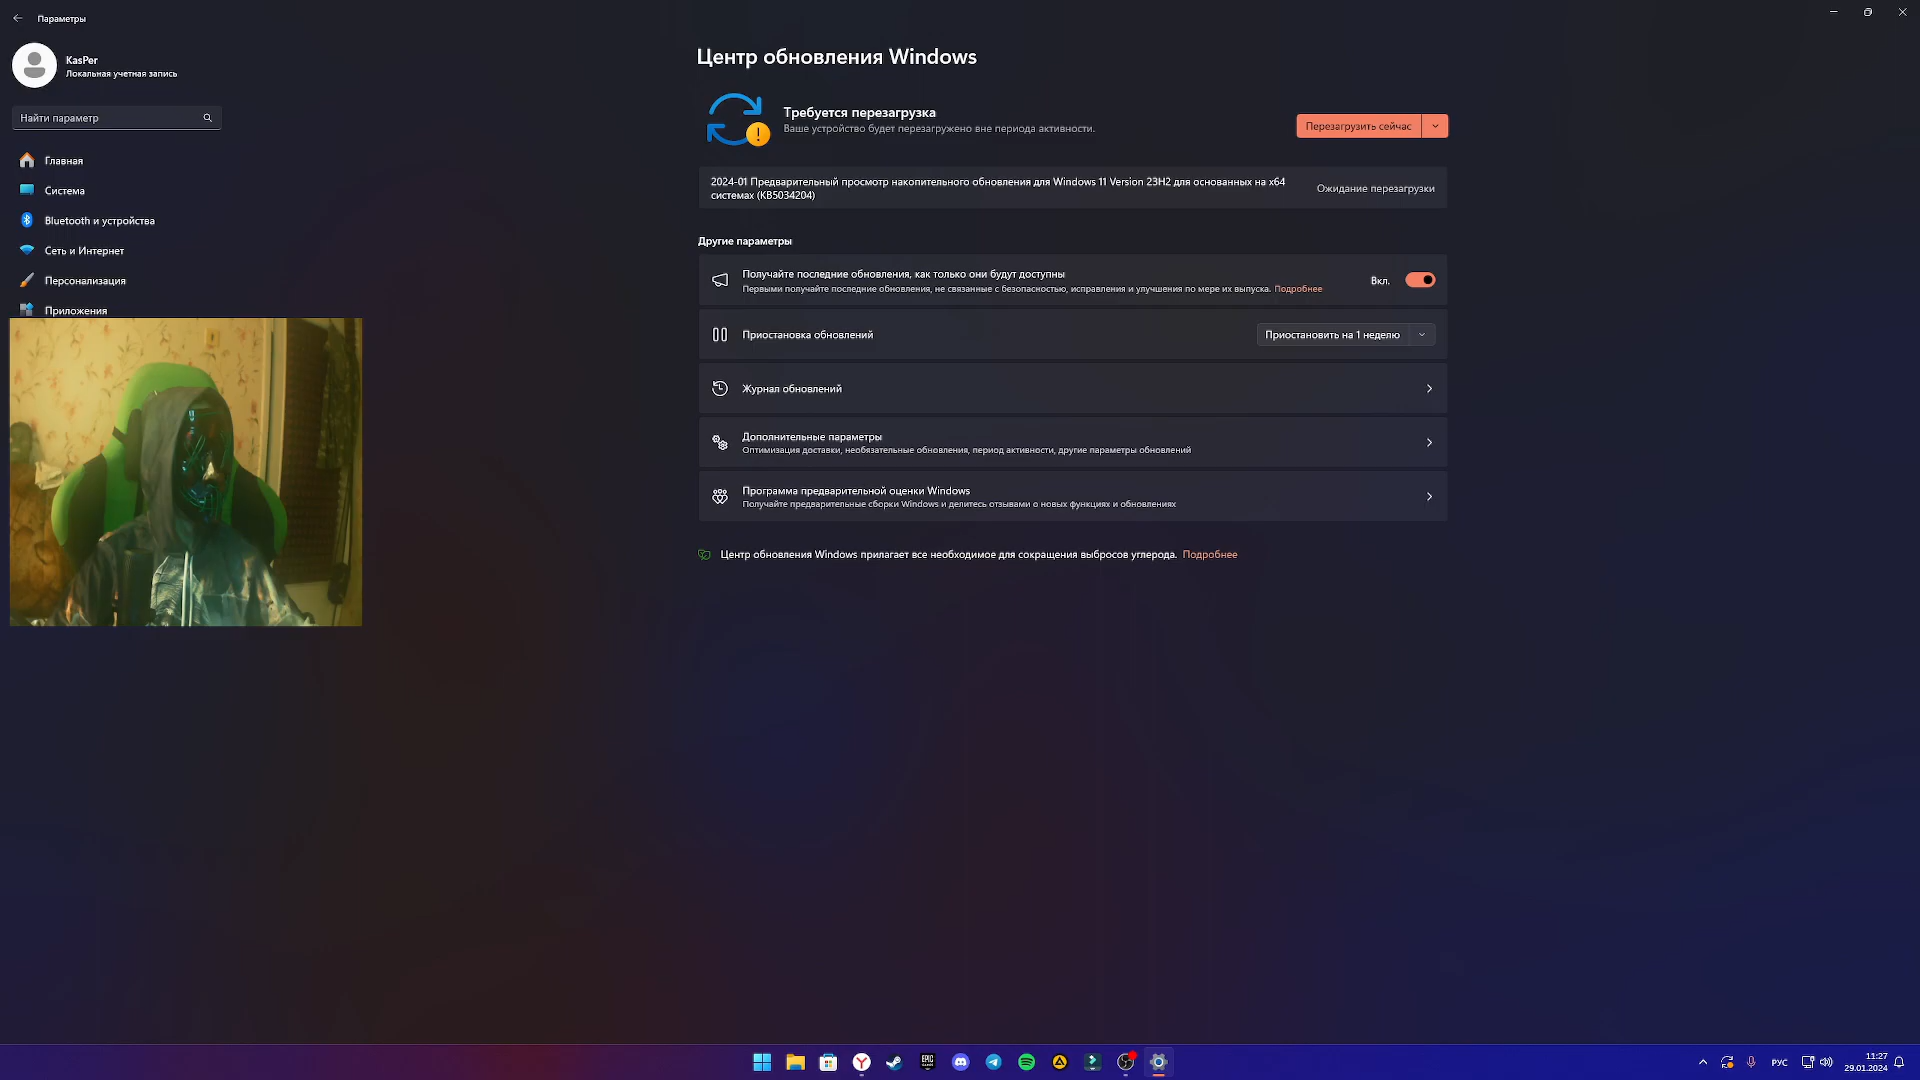 Параметры
KasPer
Локальная учетная запись
Найти параметр
Главная
Система
Bluetooth и устройства
Сеть и Интернет
Персонализация
Приложения
Центр обновления Windows
Требуется перезагрузка
Ваше устройство будет перезагружено вне периода активности.
Перезагрузить сейчас
2024-01 Предварительный просмотр накопительного обновления для Windows 11 Version 23H2 для основанных на x64
системах (KB5034204)
Ожидание перезагрузки
Другие параметры
Получайте последние обновления, как только они будут доступны
Первыми получайте последние обновления, не связанные с безопасностью, исправления и улучшения по мере их выпуска. Подробнее
Вкл.
Приостановка обновлений
Приостановить на 1 неделю
Журнал обновлений
Дополнительные параметры
Оптимизация доставки, необязательные обновления, период активности, другие параметры обновлений
Программа предварительной оценки Windows
Получайте предварительные сборки Windows и делитесь отзывами о новых функциях и обновлениях
Центр обновления Windows прилагает все необходимое для сокращения выбросов углерода. Подробнее
EPIC
GAMES
РУС
11:27
29.01.2024